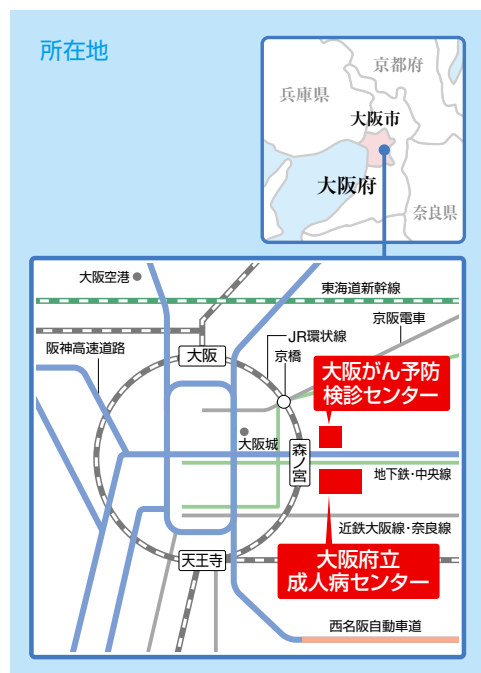 所在地
京都府
兵庫県
大阪市
大阪府
奈良県
大阪空港
東海道新幹線
京阪電車
JR環状線
阪神高速道路
大阪
京橋
大阪がん予防
検診センター
大阪城
森ノ宮
地下鉄・中央線
近鉄大阪線・奈良線
天王寺
大阪府立
成人病センター
西名阪自動車道